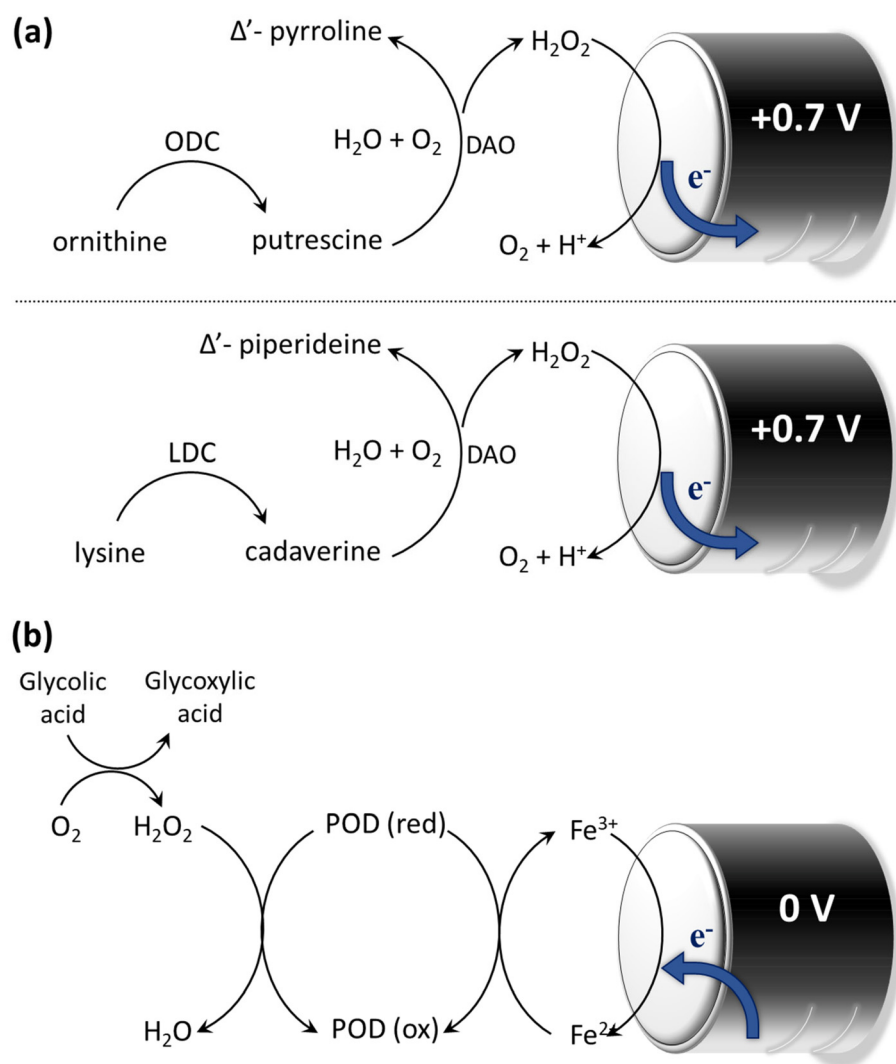 (a)
Δ’- pyrroline
H₂O₂
+0.7 V
ODC
H₂O + O₂
DAO
e⁻
ornithine
putrescine
O₂ + H⁺
Δ’- piperideine
H₂O₂
+0.7 V
LDC
H₂O + O₂
DAO
e⁻
lysine
cadaverine
O₂ + H⁺
(b)
Glycolic
acid
Glycoxylic
acid
O₂
H₂O₂
POD (red)
Fe³⁺
0 V
e⁻
H₂O
POD (ox)
Fe²⁺